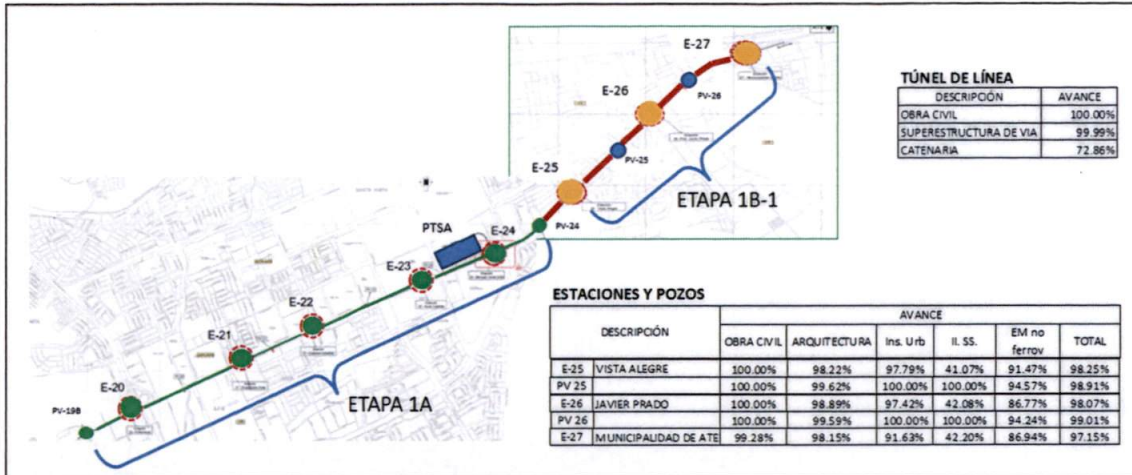 E-27
E-26
PV-26
TÚNEL DE LÍNEA
DESCRIPCIÓN AVANCE
OBRA CIVIL 100.00%
SUPERESTRUCTURA DE VIA 99.99%
CATENARIA 72.86%
PV-25
E-25
ETAPA 1B-1
PTSA
E-24
PV-24
E-23
E-22
E-21
E-20
PV-19B
ETAPA 1A
ESTACIONES Y POZOS
DESCRIPCIÓN AVANCE
OBRA CIVIL ARQUITECTURA Ins. Urb II. SS. EM no ferrov TOTAL
E-25 VISTA ALEGRE 100.00% 98.22% 97.79% 41.07% 91.47% 98.25%
PV 25 100.00% 99.62% 100.00% 100.00% 94.57% 98.91%
E-26 JAVIER PRADO 100.00% 98.89% 97.42% 42.08% 86.77% 98.07%
PV 26 100.00% 99.59% 100.00% 100.00% 94.24% 99.01%
E-27 MUNICIPALIDAD DE ATE 99.28% 98.15% 91.63% 42.20% 86.94% 97.15%